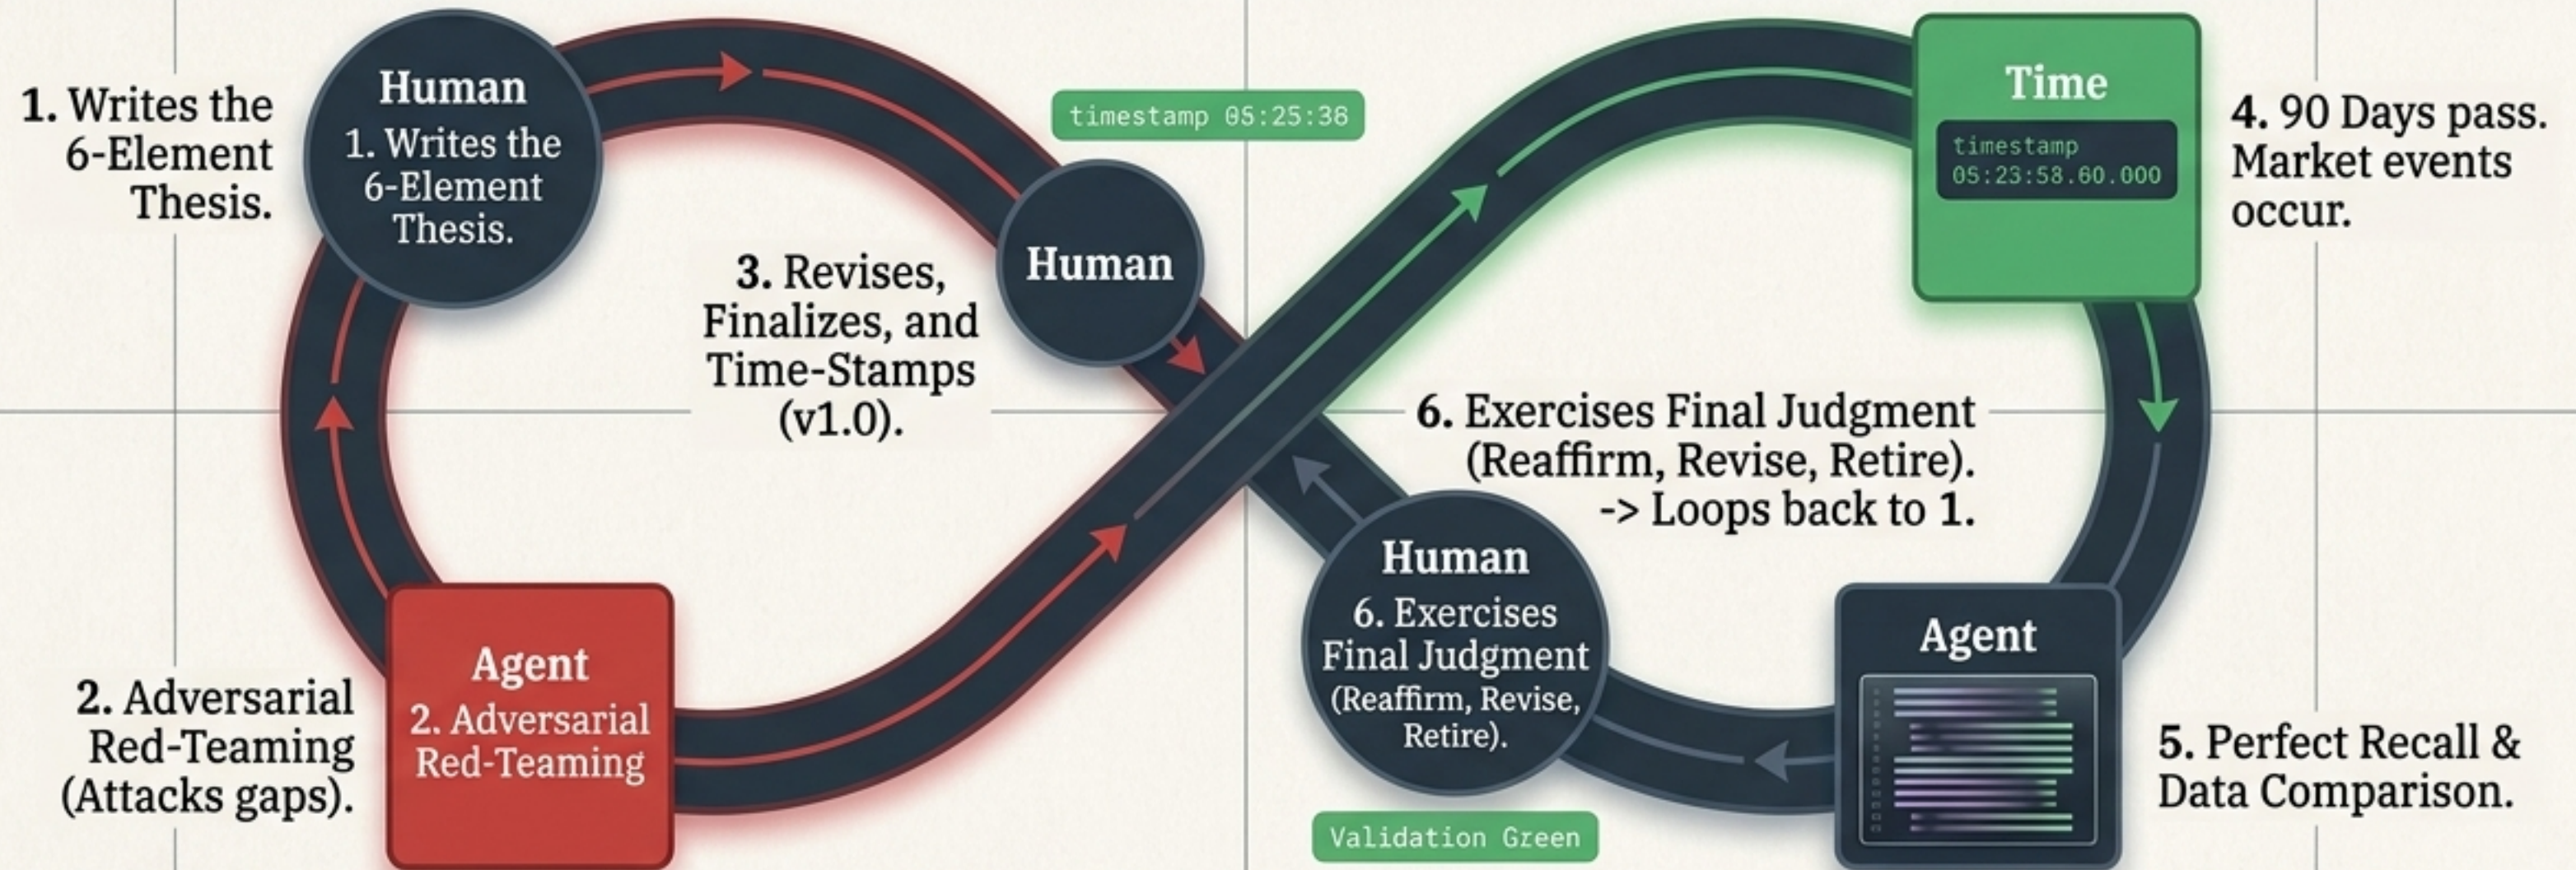 1. Writes the
6-Element
Thesis.
Human
1. Writes the
6-Element
Thesis.
timestamp 05:25:36
Human
3. Revises,
Finalizes, and
Time-Stamps
(v1.0).
Time
timestamp
05:23:58.60.000
4. 90 Days pass.
Market events
occur.
2. Adversarial
Red-Teaming
(Attacks gaps).
Agent
2. Adversarial
Red-Teaming
6. Exercises Final Judgment
(Reaffirm, Revise, Retire).
-> Loops back to 1.
Human
6. Exercises
Final Judgment
(Reaffirm, Revise,
Retire).
Validation Green
Agent
5. Perfect Recall &
Data Comparison.